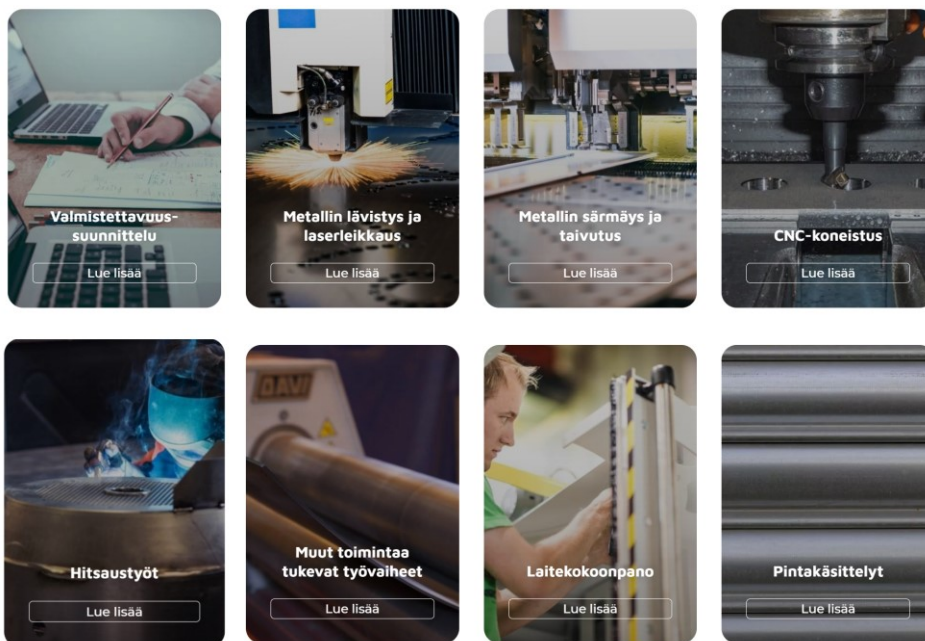 Valmistettavuus-
suunnittelu
Lue lisää
Metallin lävistys ja
laserleikkaus
Lue lisää
Metallin särmäys ja
taivutus
Lue lisää
CNC-koneistus
Lue lisää
Hitsaustyöt
Lue lisää
DAVI
Muut toimintaa
tukevat työvaiheet
Lue lisää
Laitekokoonpano
Lue lisää
Pintakäsittelyt
Lue lisää